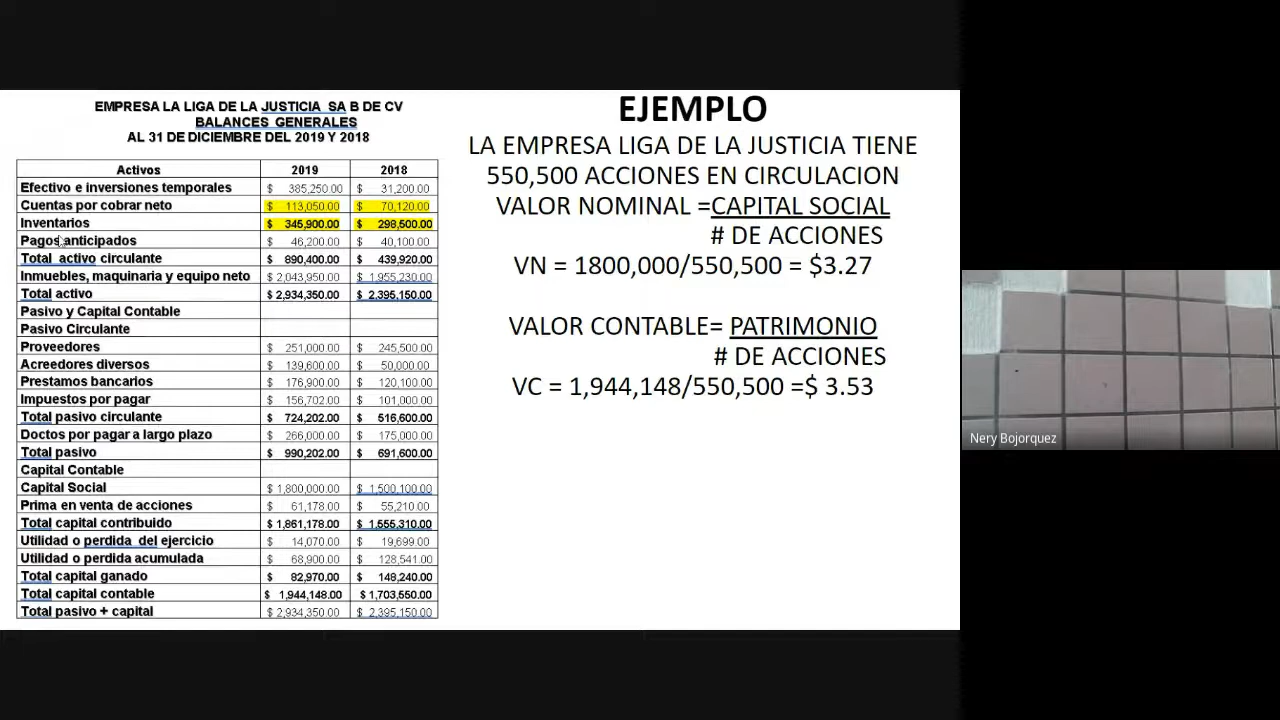 EMPRESA LA LIGA DE LA JUSTICIA SA B DE CV
BALANCES GENERALES
AL 31 DE DICIEMBRE DEL 2019 Y 2018
Activos 2019 2018
Efectivo e inversiones temporales $ 385,250.00 $ 31,200.00
Cuentas por cobrar neto $ 113,050.00 $ 70,120.00
Inventarios $ 345,900.00 $ 298,500.00
Pagos anticipados $ 46,200.00 $ 40,100.00
Total activo circulante $ 890,400.00 $ 439,920.00
Inmuebles, maquinaria y equipo neto $ 2,043,950.00 $ 1,955,230.00
Total activo $ 2,934,350.00 $ 2,395,150.00
Pasivo y Capital Contable
Pasivo Circulante
Proveedores $ 251,000.00 $ 245,500.00
Acreedores diversos $ 139,600.00 $ 50,000.00
Prestamos bancarios $ 176,900.00 $ 120,100.00
Impuestos por pagar $ 156,702.00 $ 101,000.00
Total pasivo circulante $ 724,202.00 $ 516,600.00
Doctos por pagar a largo plazo $ 266,000.00 $ 175,000.00
Total pasivo $ 990,202.00 $ 691,600.00
Capital Contable
Capital Social $ 1,800,000.00 $ 1,500,100.00
Prima en venta de acciones $ 61,178.00 $ 55,210.00
Total capital contribuido $ 1,861,178.00 $ 1,555,310.00
Utilidad o perdida del ejercicio $ 14,070.00 $ 19,699.00
Utilidad o perdida acumulada $ 68,900.00 $ 128,541.00
Total capital ganado $ 82,970.00 $ 148,240.00
Total capital contable $ 1,944,148.00 $ 1,703,550.00
Total pasivo + capital $ 2,934,350.00 $ 2,395,150.00
EJEMPLO
LA EMPRESA LIGA DE LA JUSTICIA TIENE
550,500 ACCIONES EN CIRCULACION
VALOR NOMINAL =CAPITAL SOCIAL
# DE ACCIONES
VN = 1800,000/550,500 = $3.27
VALOR CONTABLE= PATRIMONIO
# DE ACCIONES
VC = 1,944,148/550,500 =$ 3.53
Nery Bojorquez